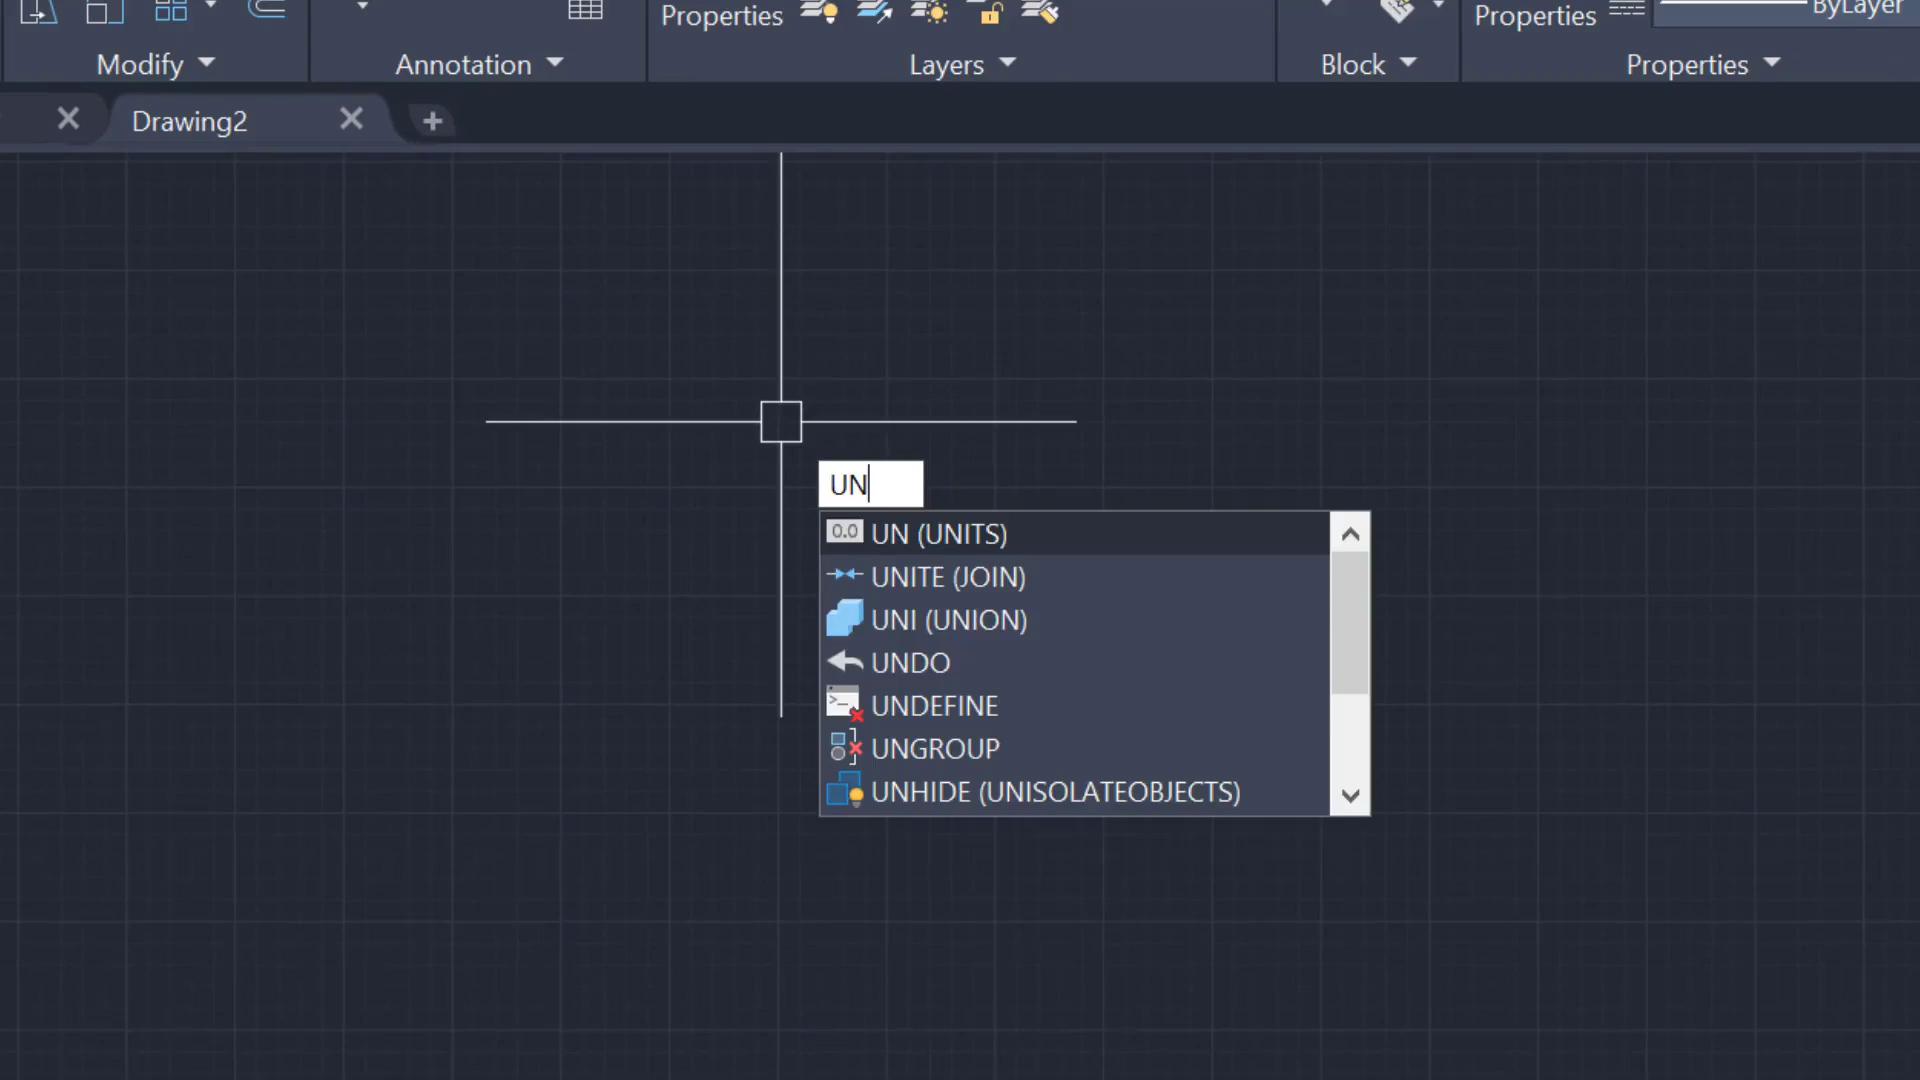 Properties
Properties
ByLayer
Modify
Annotation
Layers
Block
Properties
Drawing2
UN
0.0 UN (UNITS)
UNITE (JOIN)
UNI (UNION)
UNDO
UNDEFINE
UNGROUP
UNHIDE (UNISOLATEOBJECTS)